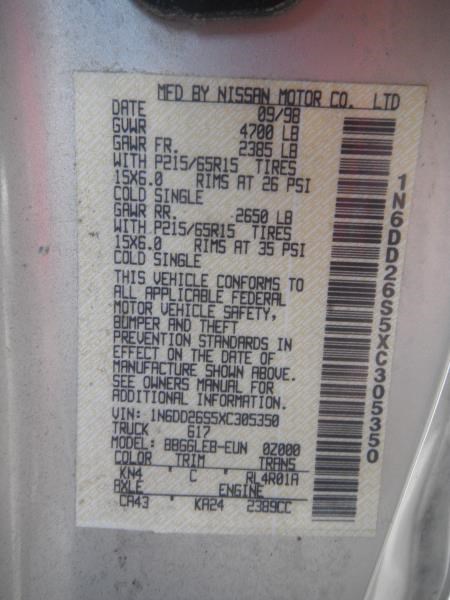 MFD BY NISSAN MOTOR CO. LTD
DATE 09/98
GVWR 4700 LB
GAWR FR. 2385 LB
WITH P215/65R15 TIRES
15X6.0 RIMS AT 26 PSI
COLD SINGLE
GAWR RR. 2650 LB
WITH P215/65R15 TIRES
15X6.0 RIMS AT 35 PSI
COLD SINGLE
THIS VEHICLE CONFORMS TO
ALL APPLICABLE FEDERAL
MOTOR VEHICLE SAFETY,
BUMPER AND THEFT
PREVENTION STANDARDS IN
EFFECT ON THE DATE OF
MANUFACTURE SHOWN ABOVE.
SEE OWNERS MANUAL FOR
ADDITIONAL INFORMATION.
VIN: 1N6DD26S5XC305350
TRUCK 617
MODEL: BBGGLEB-EUN 0Z000
COLOR TRIM TRANS
KN4 C RL4R01A
AXLE ENGINE
CA43 KA24 2389CC
1N6DD26S5XC305350